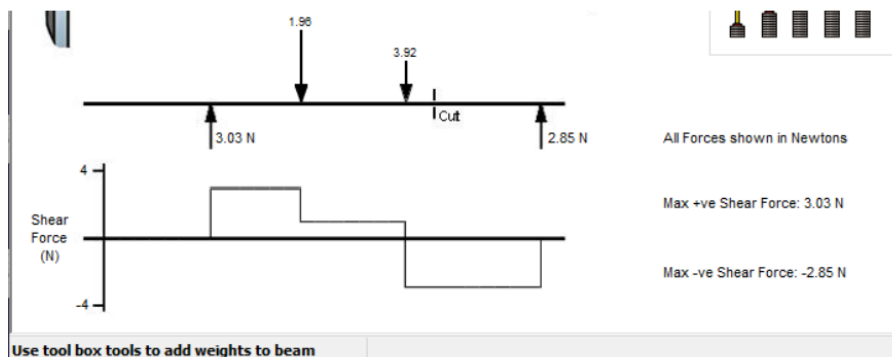 1.96
3.92
Cut
3.03 N
2.85 N
All Forces shown in Newtons
4
Shear
Force
(N)
-4
Max +ve Shear Force: 3.03 N
Max -ve Shear Force: -2.85 N
Use tool box tools to add weights to beam